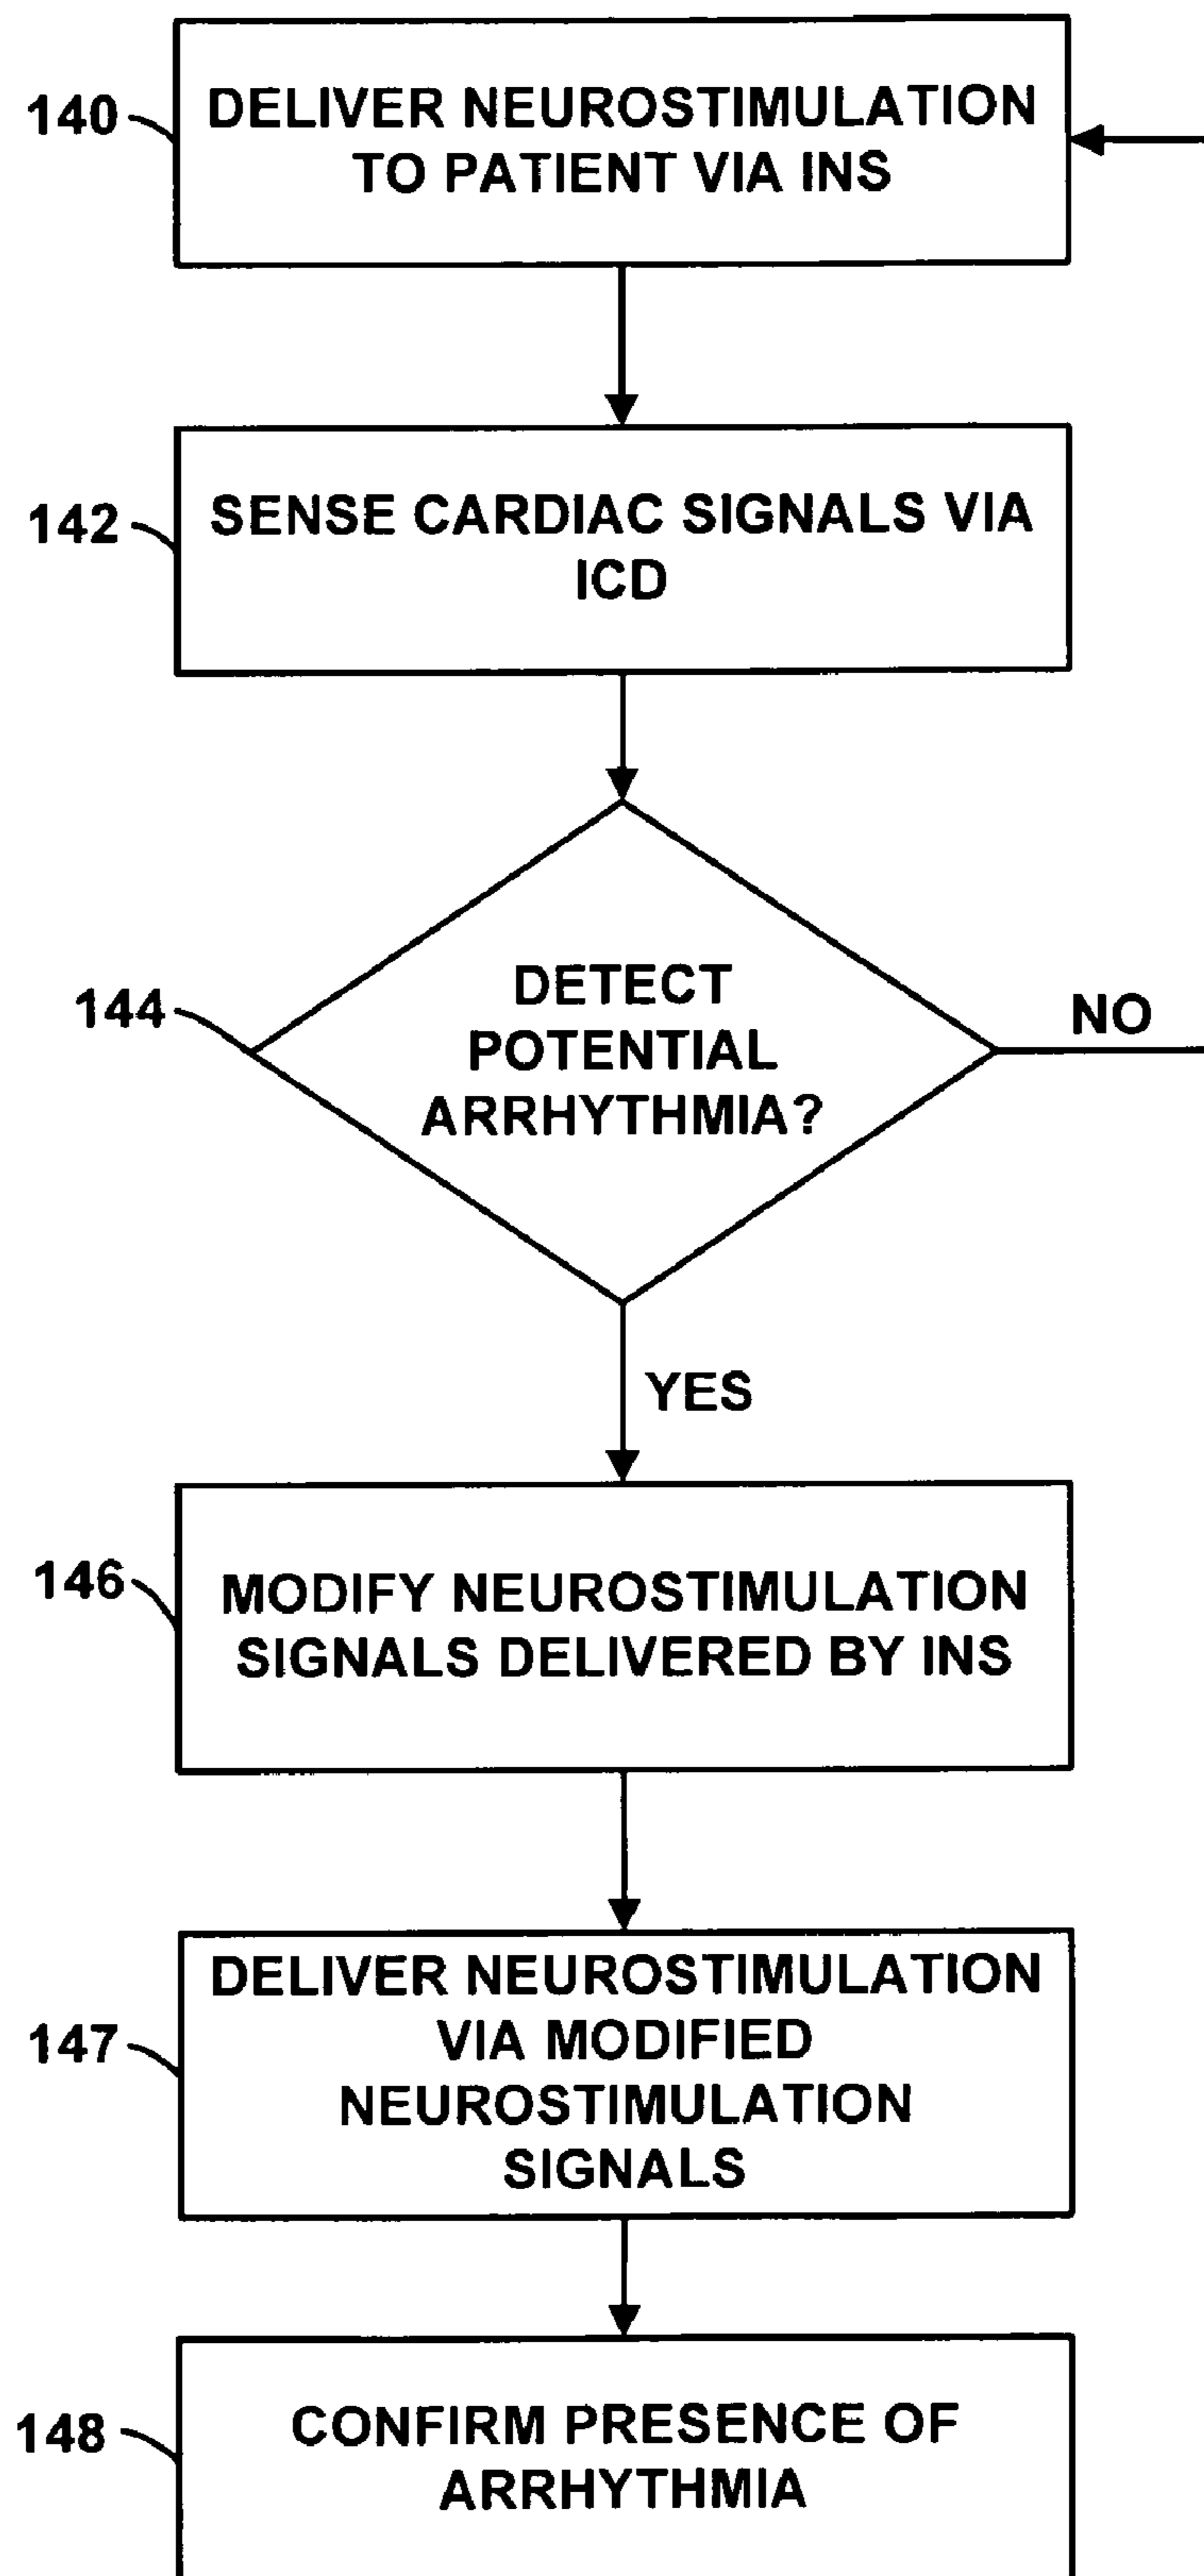 140
DELIVER NEUROSTIMULATION
TO PATIENT VIA INS
142
SENSE CARDIAC SIGNALS VIA
ICD
144
DETECT
POTENTIAL
ARRHYTHMIA?
NO
YES
146
MODIFY NEUROSTIMULATION
SIGNALS DELIVERED BY INS
147
DELIVER NEUROSTIMULATION
VIA MODIFIED
NEUROSTIMULATION
SIGNALS
148
CONFIRM PRESENCE OF
ARRHYTHMIA